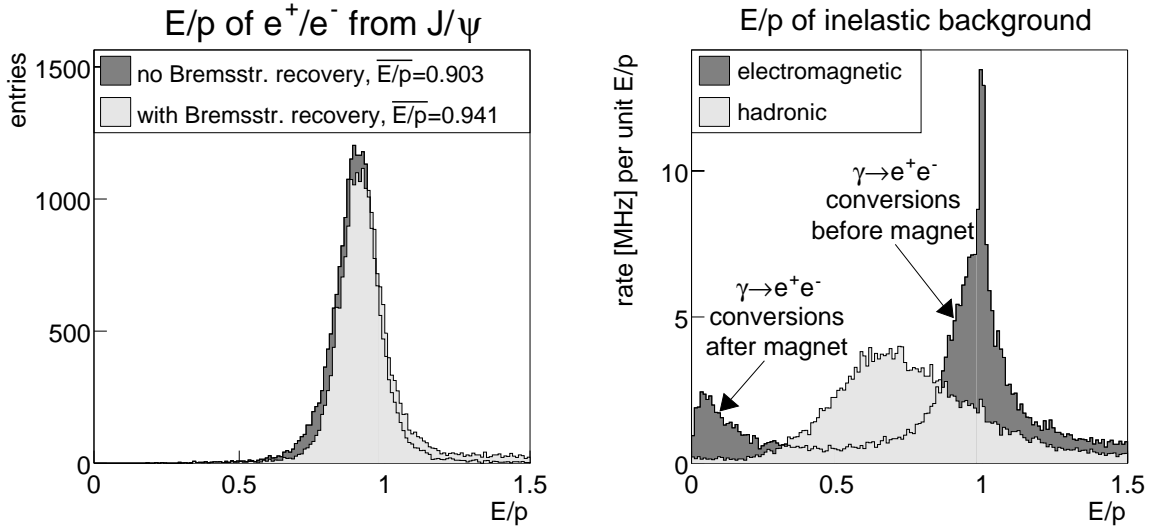 E/p of e⁺/e⁻ from J/ψ
entries
1500
1000
500
0
no Bremsstr. recovery, E/p=0.903
with Bremsstr. recovery, E/p=0.941
0 0.5 1 1.5
E/p
E/p of inelastic background
rate [MHz] per unit E/p
10
5
0
electromagnetic
hadronic
γ→e⁺e⁻
conversions
before magnet
γ→e⁺e⁻
conversions
after magnet
0 0.5 1 1.5
E/p